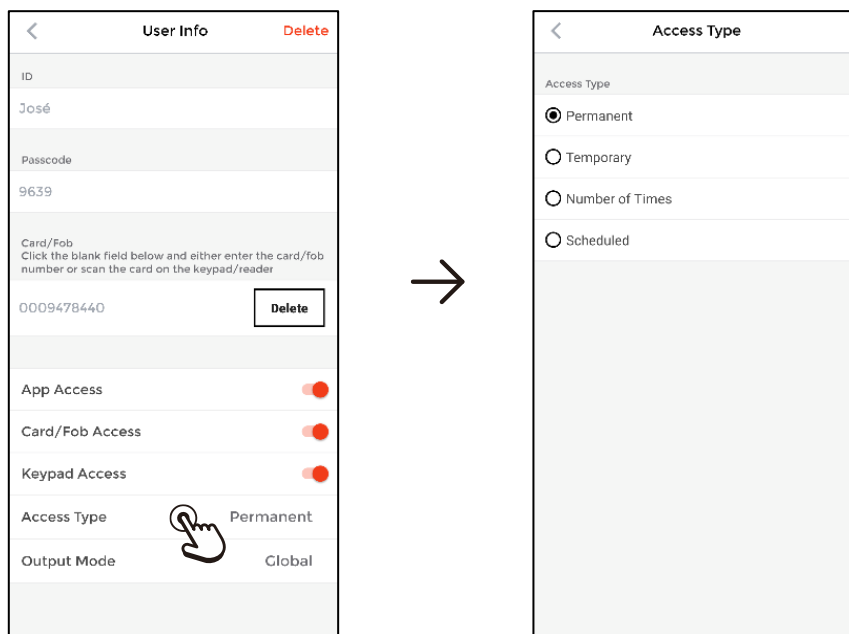 User Info
Delete
ID
José
Passcode
9639
Card/Fob
Click the blank field below and either enter the card/fob
number or scan the card on the keypad/reader
0009478440
Delete
App Access
Card/Fob Access
Keypad Access
Access Type
Permanent
Output Mode
Global
Access Type
Access Type
Permanent
Temporary
Number of Times
Scheduled